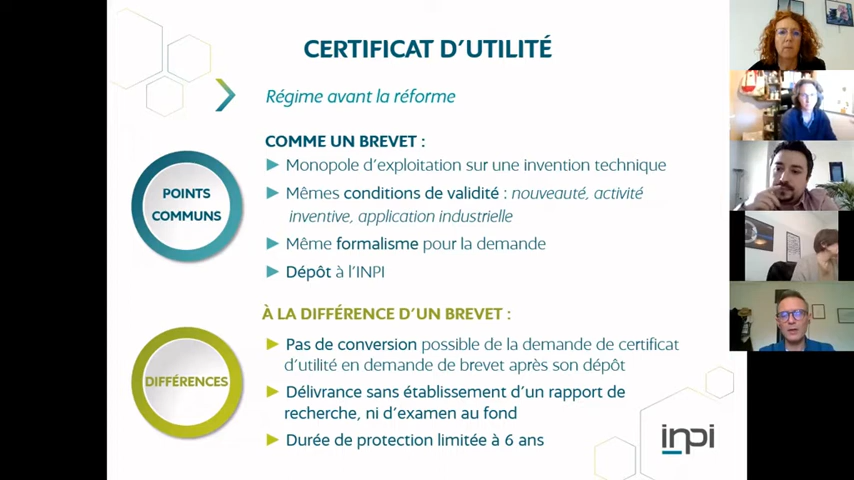 CERTIFICAT D'UTILITÉ
Régime avant la réforme
POINTS
COMMUNS
COMME UN BREVET :
Monopole d'exploitation sur une invention technique
Mêmes conditions de validité : nouveauté, activité
inventive, application industrielle
Même formalisme pour la demande
Dépôt à l'INPI
DIFFÉRENCES
À LA DIFFÉRENCE D'UN BREVET :
Pas de conversion possible de la demande de certificat
d'utilité en demande de brevet après son dépôt
Délivrance sans établissement d'un rapport de
recherche, ni d'examen au fond
Durée de protection limitée à 6 ans
inpi